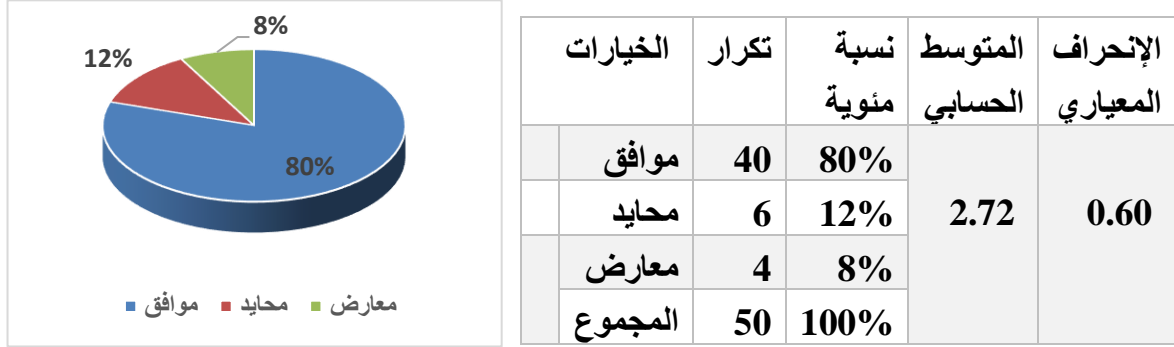 8%
12%
80%
موافق محايد معارض
الخيارات تكرار نسبة مئوية المتوسط الحسابي الإنحراف المعياري
موافق 40 80% 2.72 0.60
محايد 6 12%
معارض 4 8%
المجموع 50 100%